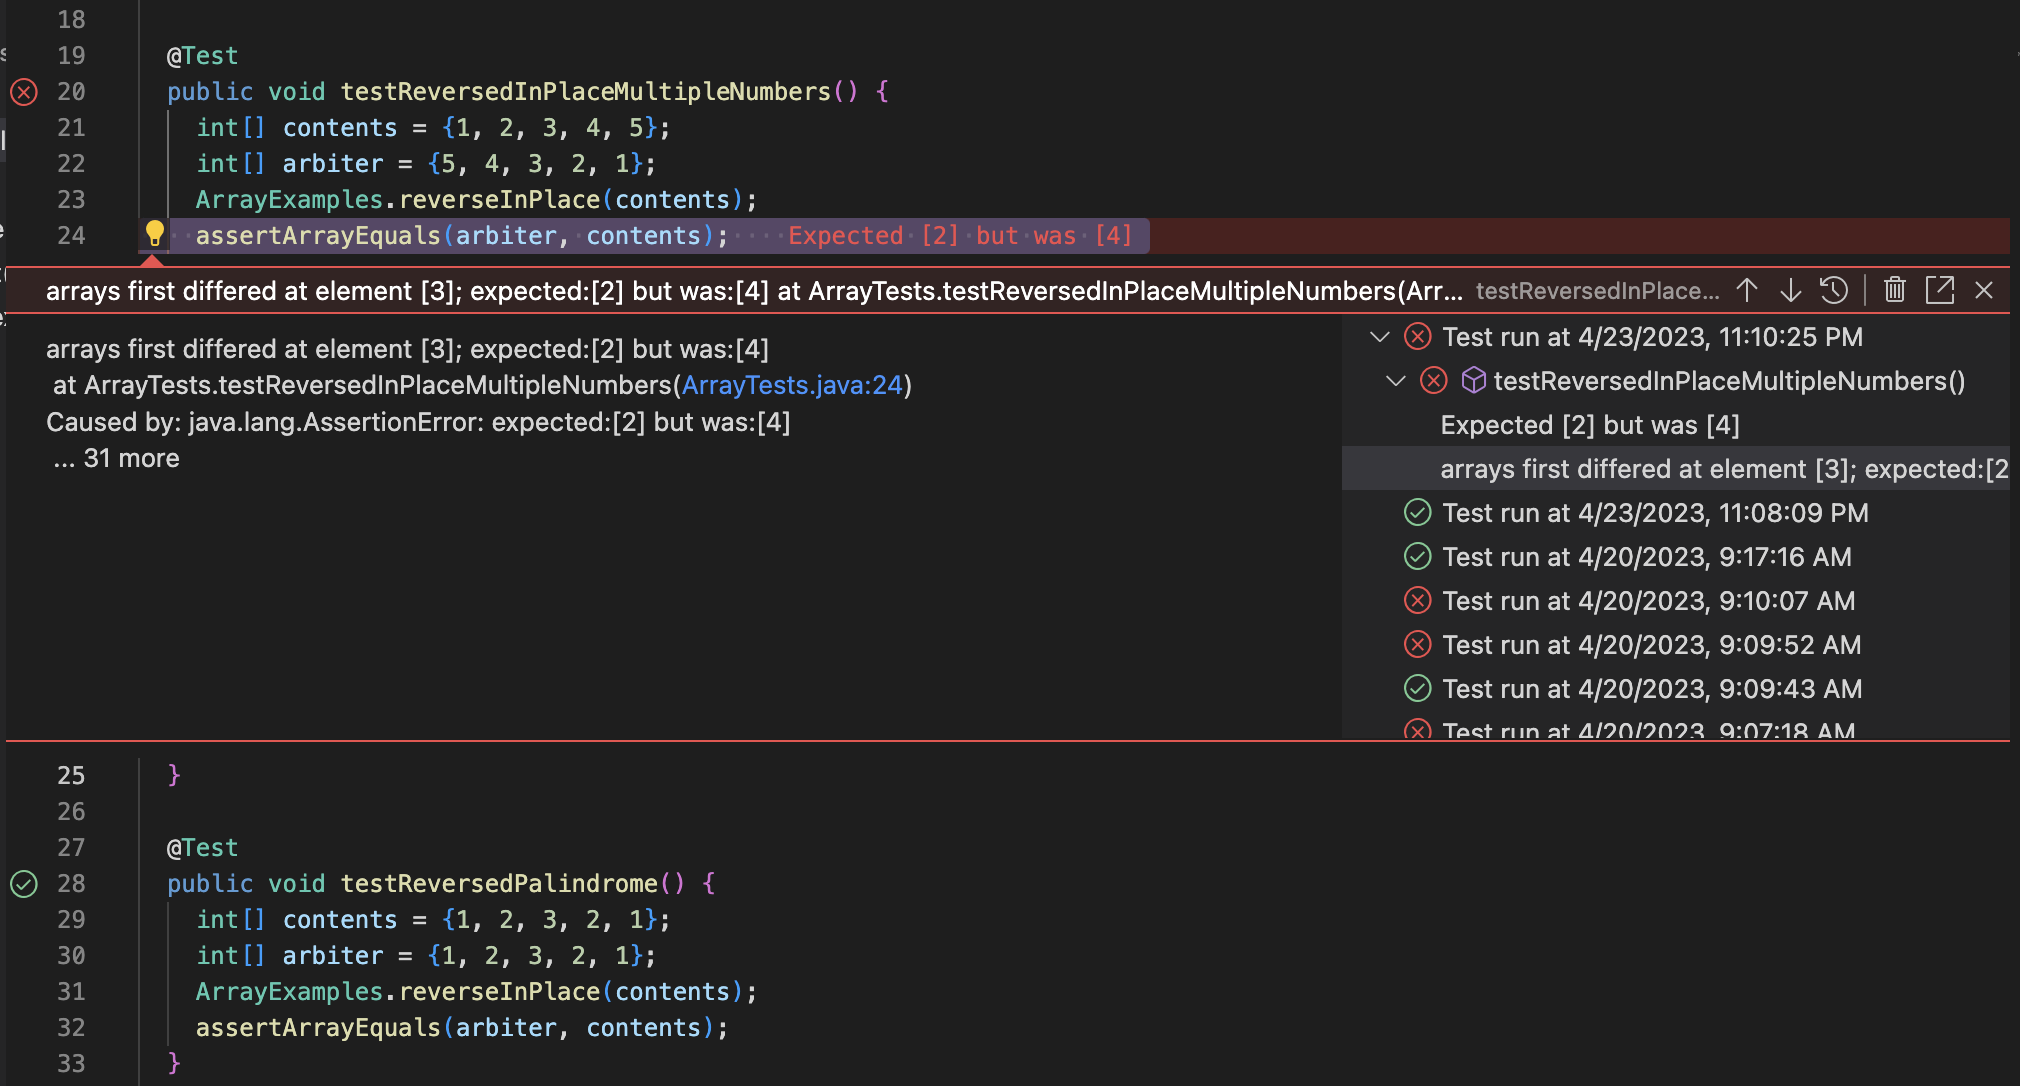 18
19 @Test
20 public void testReversedInPlaceMultipleNumbers() {
21 int[] contents = {1, 2, 3, 4, 5};
22 int[] arbiter = {5, 4, 3, 2, 1};
23 ArrayExamples.reverseInPlace(contents);
24 assertArrayEquals(arbiter, contents); Expected [2] but was [4]
arrays first differed at element [3]; expected:[2] but was:[4] at ArrayTests.testReversedInPlaceMultipleNumbers(Arr... testReversedInPlace...
arrays first differed at element [3]; expected:[2] but was:[4]
at ArrayTests.testReversedInPlaceMultipleNumbers(ArrayTests.java:24)
Caused by: java.lang.AssertionError: expected:[2] but was:[4]
... 31 more
Test run at 4/23/2023, 11:10:25 PM
testReversedInPlaceMultipleNumbers()
Expected [2] but was [4]
arrays first differed at element [3]; expected:[2
Test run at 4/23/2023, 11:08:09 PM
Test run at 4/20/2023, 9:17:16 AM
Test run at 4/20/2023, 9:10:07 AM
Test run at 4/20/2023, 9:09:52 AM
Test run at 4/20/2023, 9:09:43 AM
Test run at 4/20/2023, 9:07:18 AM
25 }
26
27 @Test
28 public void testReversedPalindrome() {
29 int[] contents = {1, 2, 3, 2, 1};
30 int[] arbiter = {1, 2, 3, 2, 1};
31 ArrayExamples.reverseInPlace(contents);
32 assertArrayEquals(arbiter, contents);
33 }